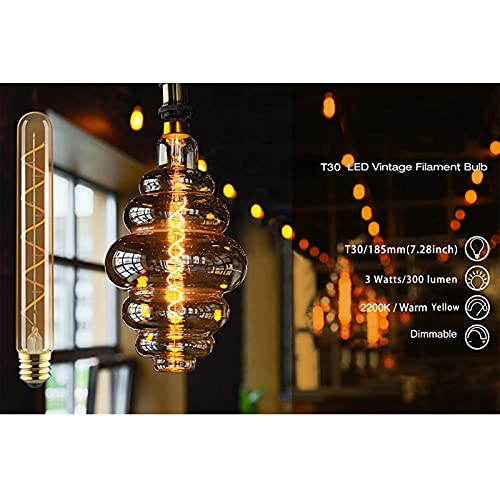 T30 LED Vintage Filament Bulb
T30/185mm(7.28inch)
3 Watts/300 lumen
2200K / Warm Yellow
Dimmable